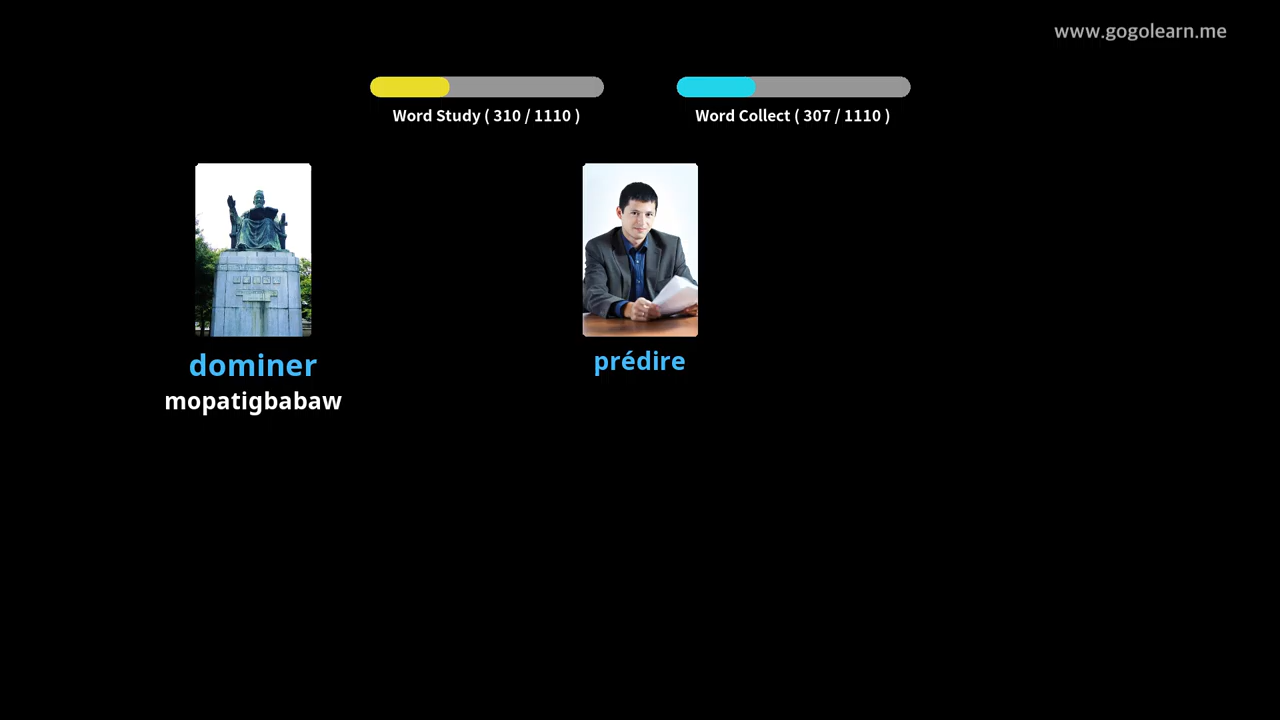 www.gogolearn.me
Word Study ( 310 / 1110 )
Word Collect ( 307 / 1110 )
dominer
prédire
mopatigbabaw